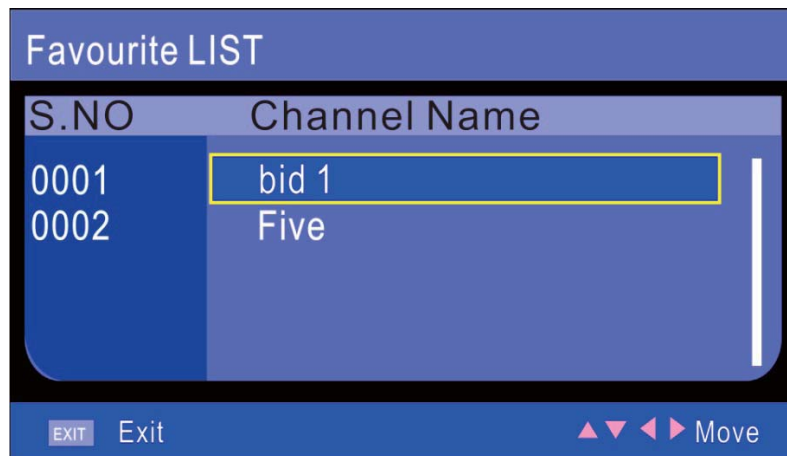 Favourite LIST
S.NO Channel Name
0001 bid 1
0002 Five
EXIT Exit ▲▼ ◀ ▶ Move